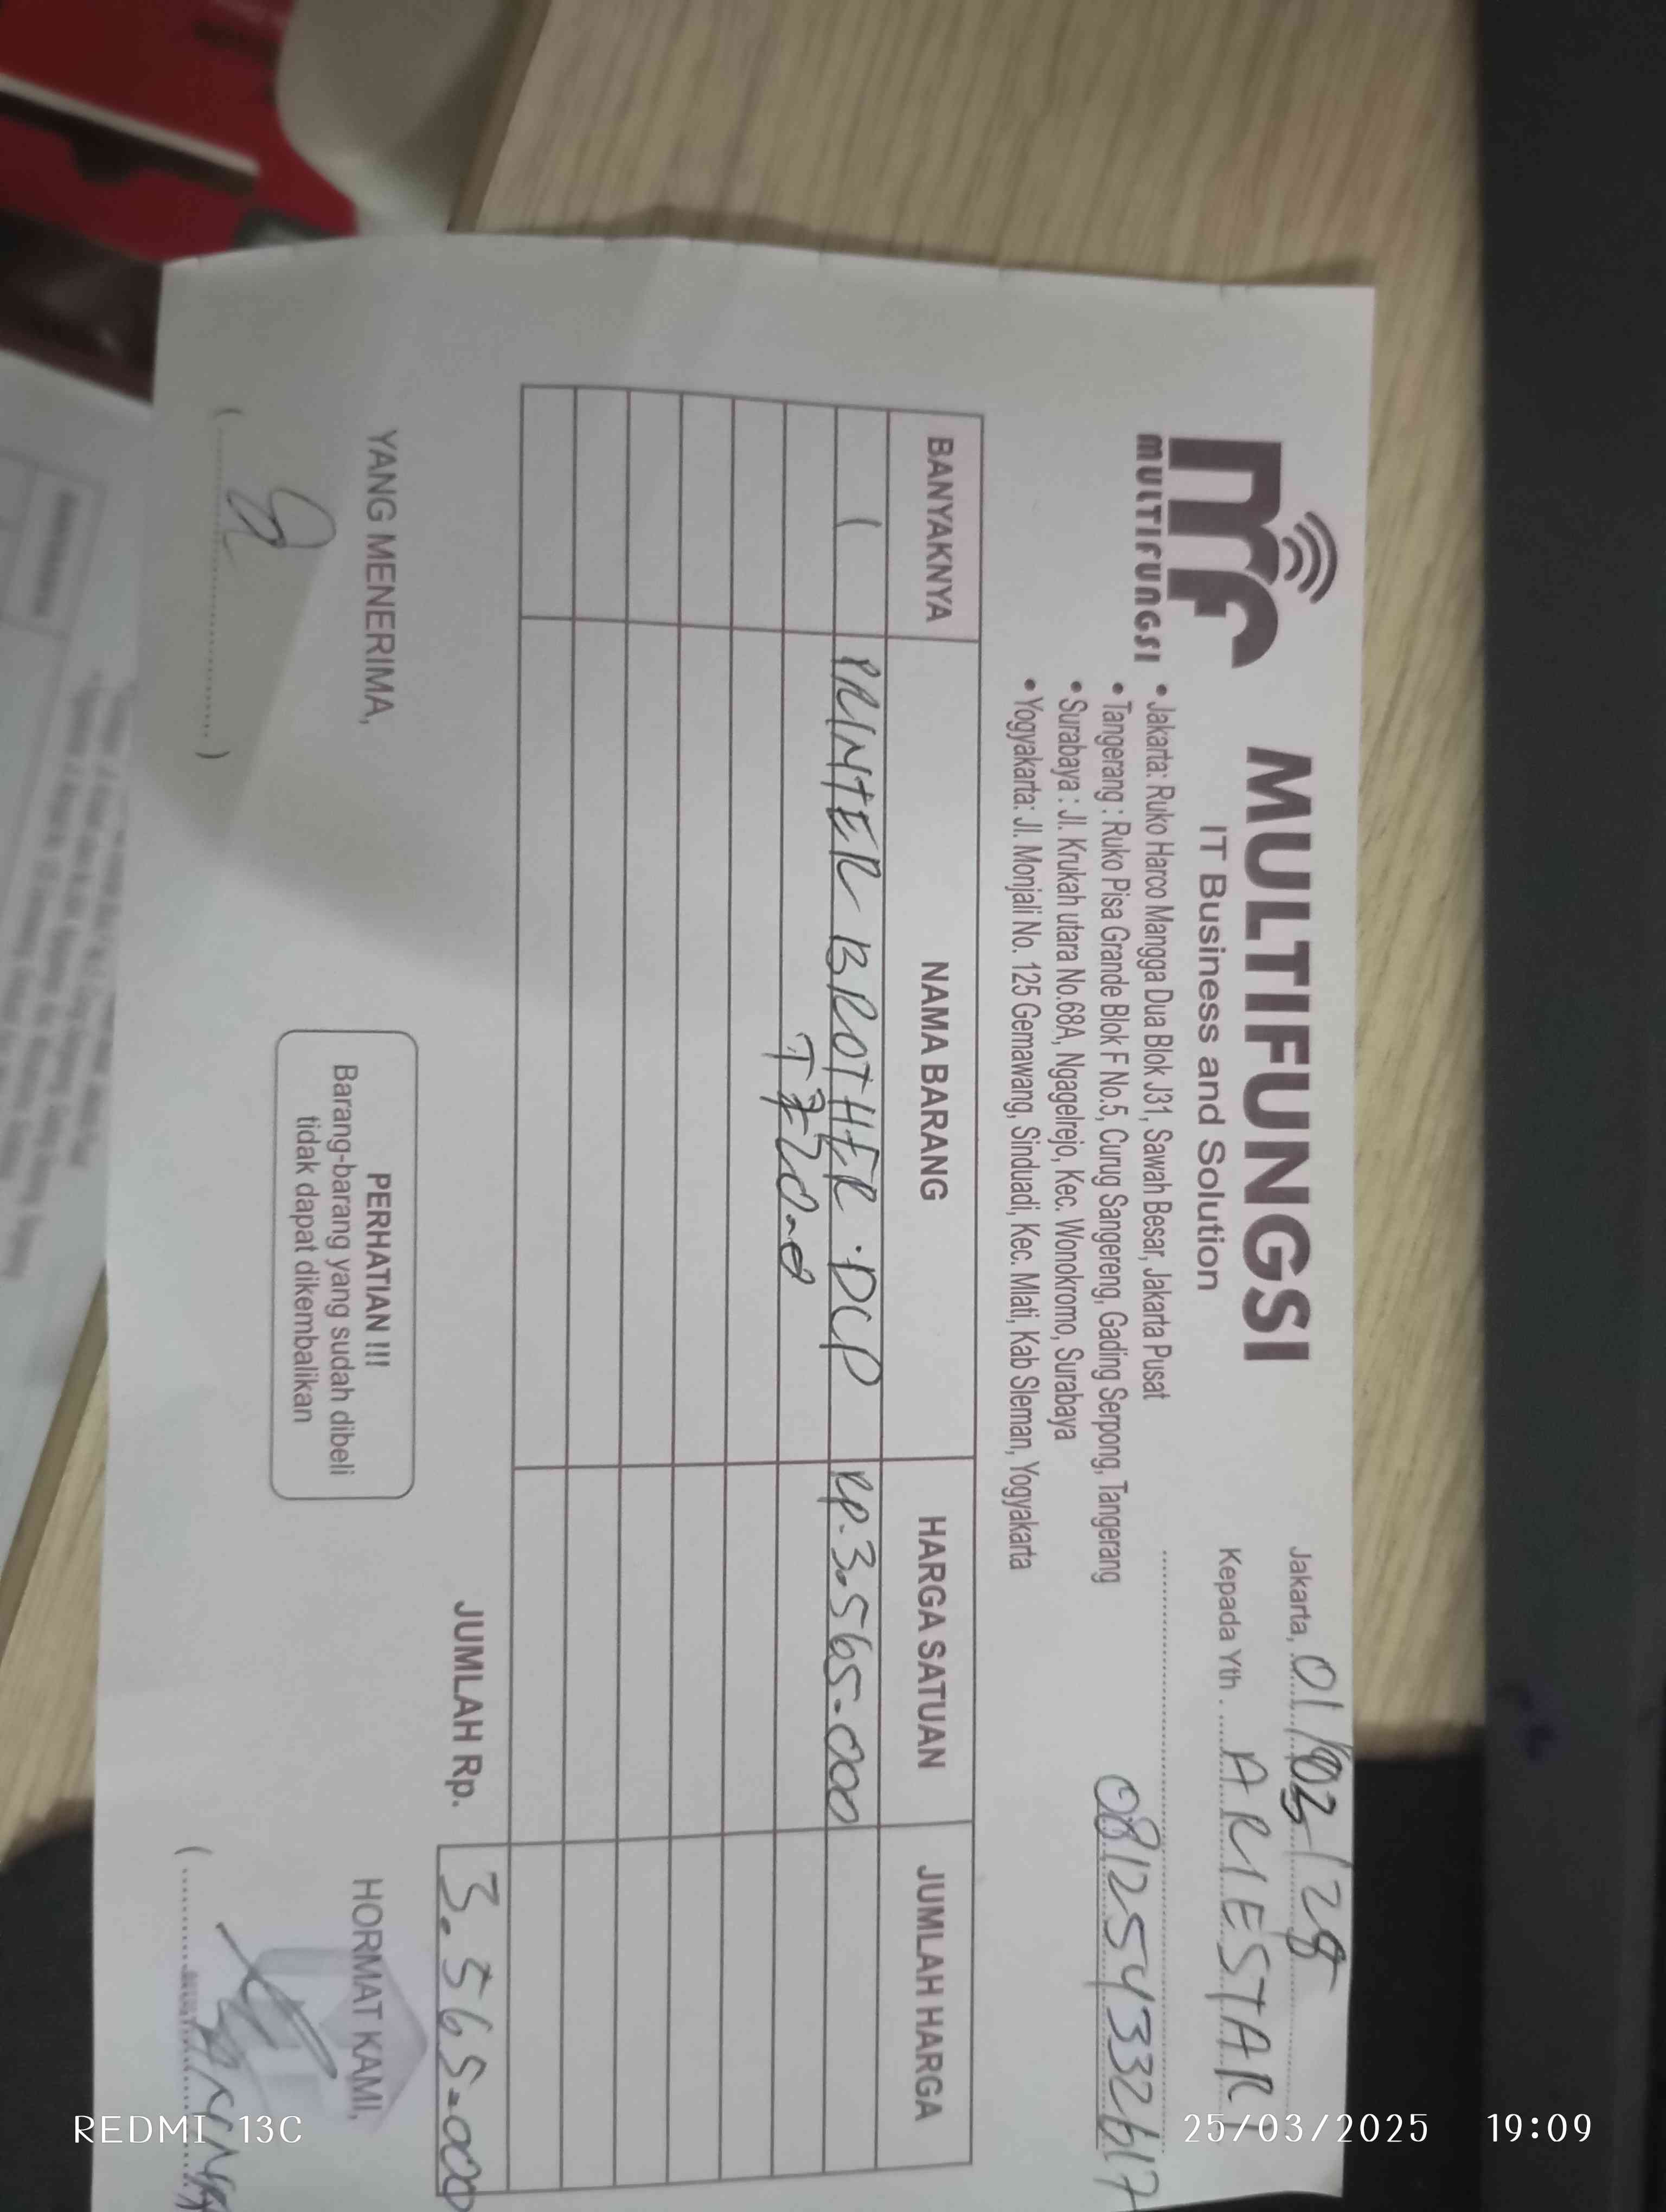 mf
MULTIFUNGSI
MULTIFUNGSI
IT Business and Solution
• Jakarta: Ruko Harco Mangga Dua Blok J31, Sawah Besar, Jakarta Pusat
• Tangerang : Ruko Pisa Grande Blok F No.5, Curug Sangereng, Gading Serpong, Tangerang
• Surabaya : Jl. Krukah utara No.68A, Ngagelrejo, Kec. Wonokromo, Surabaya
• Yogyakarta: Jl. Monjali No. 125 Gemawang, Sinduadi, Kec. Mlati, Kab Sleman, Yogyakarta
Jakarta,
Kepada Yth. ARIESTAR
081254332617
BANYAKNYA NAMA BARANG HARGA SATUAN JUMLAH HARGA
1 PRINTER BROTHER . DCP Rp. 3.565.000
JUMLAH Rp. 3.565.000
YANG MENERIMA,
PERHATIAN !!!
Barang-barang yang sudah dibeli
tidak dapat dikembalikan
HORMAT KAMI,
REDMI 13C
25/03/2025 19:09